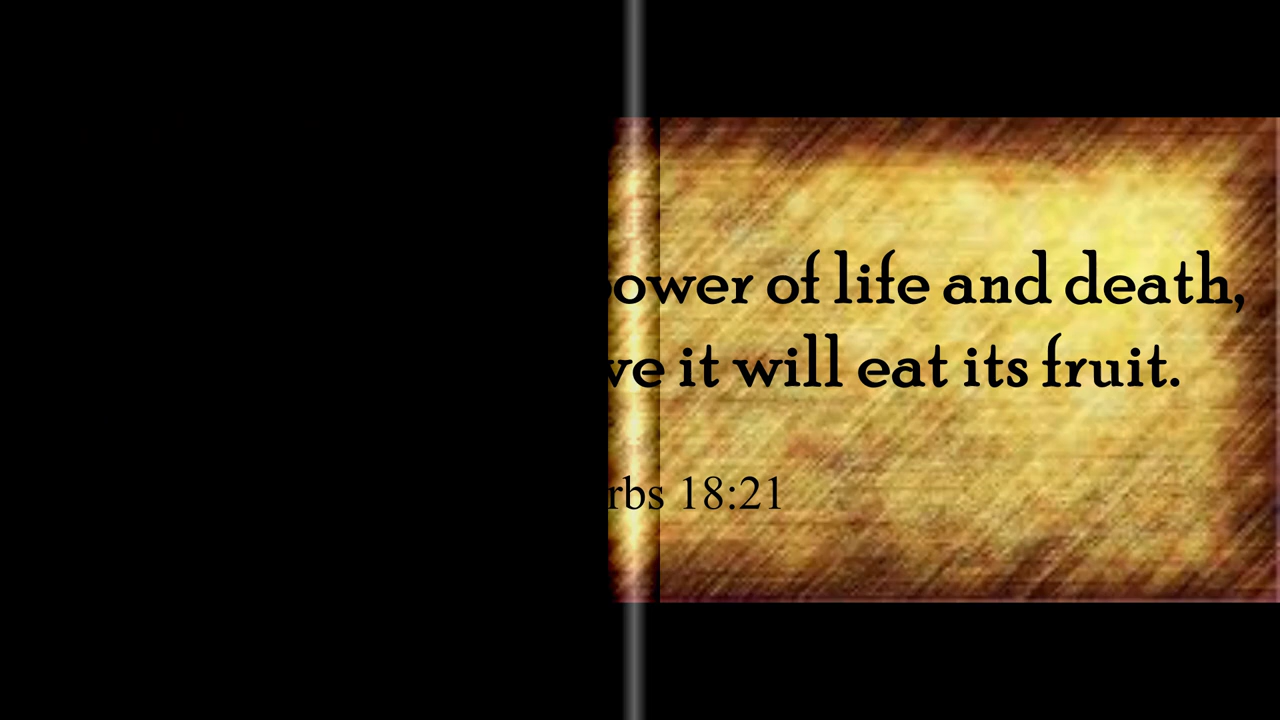 power of life and death,
ve it will eat its fruit.
rbs 18:21